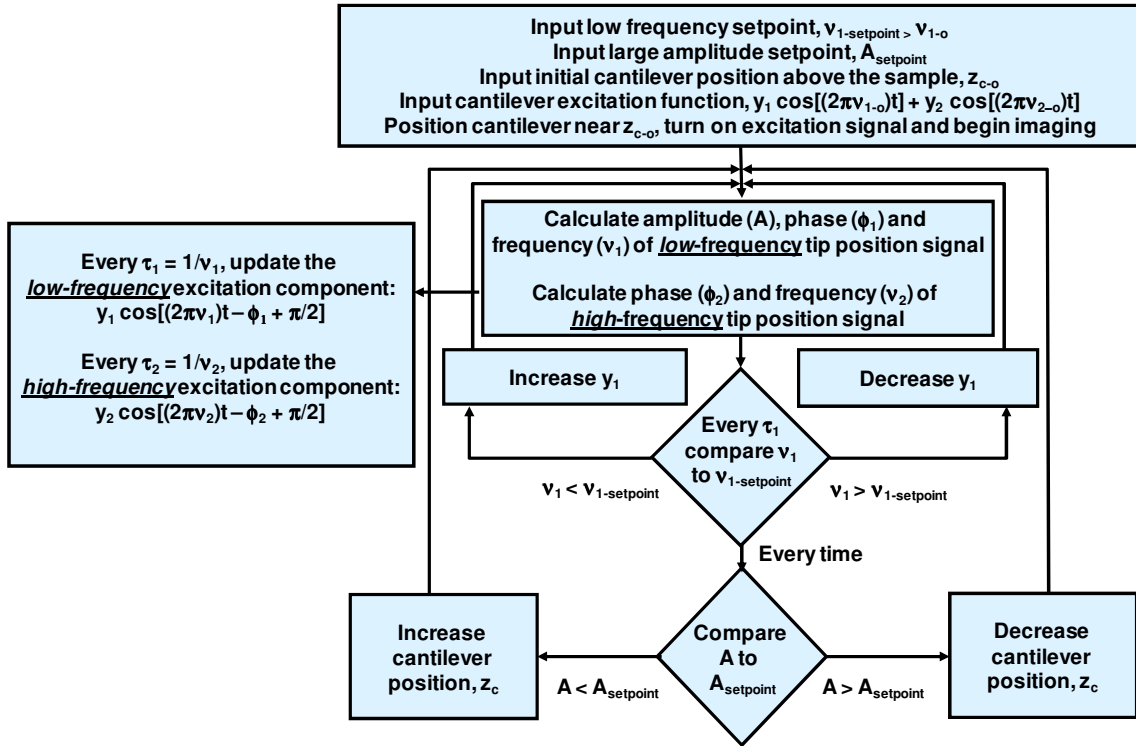 Input low frequency setpoint, ν1-setpoint > ν1-o
Input large amplitude setpoint, Asetpoint
Input initial cantilever position above the sample, zc-o
Input cantilever excitation function, y1 cos[(2πν1-o)t] + y2 cos[(2πν2–o)t]
Position cantilever near zc-o, turn on excitation signal and begin imaging
Calculate amplitude (A), phase (ϕ1) and
frequency (ν1) of low-frequency tip position signal
Calculate phase (ϕ2) and frequency (ν2) of
high-frequency tip position signal
Every τ1 = 1/ν1, update the
low-frequency excitation component:
y1 cos[(2πν1)t – ϕ1 + π/2]
Every τ2 = 1/ν2, update the
high-frequency excitation component:
y2 cos[(2πν2)t – ϕ2 + π/2]
Increase y1
Decrease y1
Every τ1
compare ν1
to ν1-setpoint
ν1 < ν1-setpoint
ν1 > ν1-setpoint
Every time
Increase
cantilever
position, zc
Compare
A to
Asetpoint
Decrease
cantilever
position, zc
A < Asetpoint
A > Asetpoint